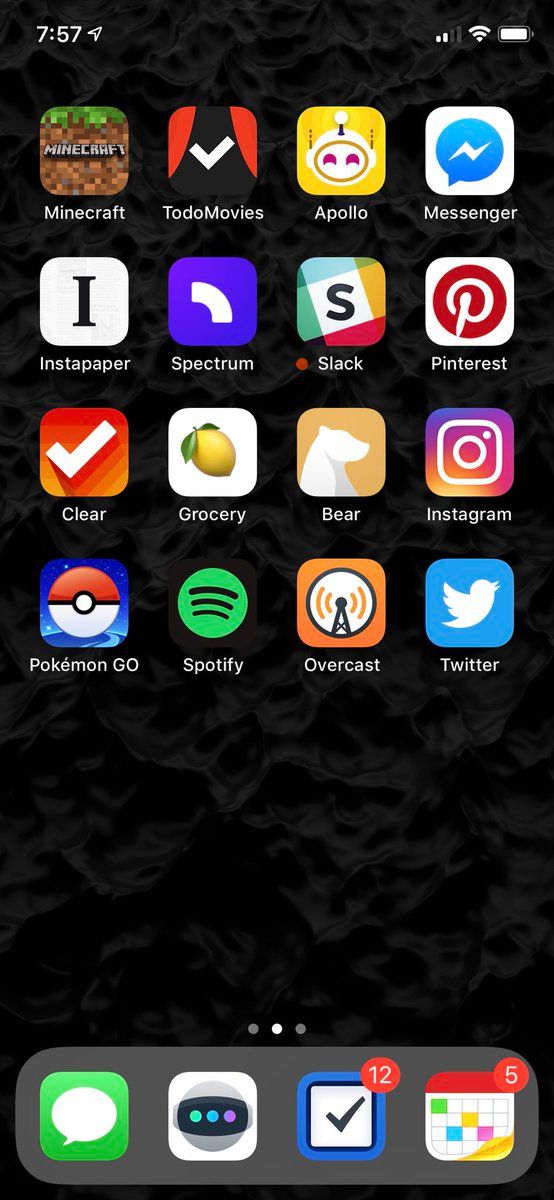 7:57
MINECRAFT
Minecraft
TodoMovies
Apollo
Messenger
I
Instapaper
Spectrum
S
Slack
Pinterest
Clear
Grocery
Bear
Instagram
Pokémon GO
Spotify
Overcast
Twitter
12
5